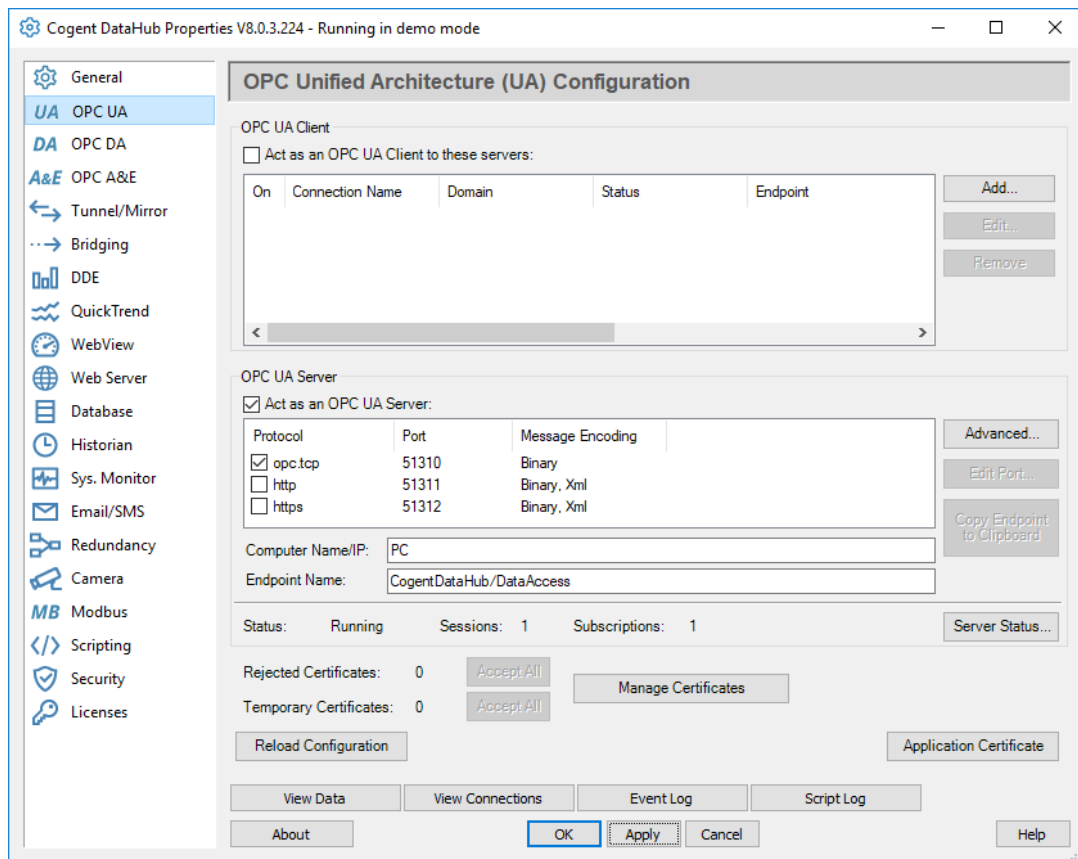 Cogent DataHub Properties V8.0.3.224 - Running in demo mode
General
UA OPC UA
DA OPC DA
A&E OPC A&E
Tunnel/Mirror
Bridging
DDE
QuickTrend
WebView
Web Server
Database
Historian
Sys. Monitor
Email/SMS
Redundancy
Camera
MB Modbus
Scripting
Security
Licenses
OPC Unified Architecture (UA) Configuration
OPC UA Client
Act as an OPC UA Client to these servers:
On Connection Name Domain Status Endpoint
Add...
Edit...
Remove
OPC UA Server
Act as an OPC UA Server:
Protocol Port Message Encoding
opc.tcp 51310 Binary
http 51311 Binary, Xml
https 51312 Binary, Xml
Advanced...
Edit Port...
Copy Endpoint
to Clipboard
Computer Name/IP: PC
Endpoint Name: CogentDataHub/DataAccess
Status: Running Sessions: 1 Subscriptions: 1 Server Status...
Rejected Certificates: 0 Accept All
Manage Certificates
Temporary Certificates: 0 Accept All
Reload Configuration Application Certificate
View Data View Connections Event Log Script Log
About OK Apply Cancel Help